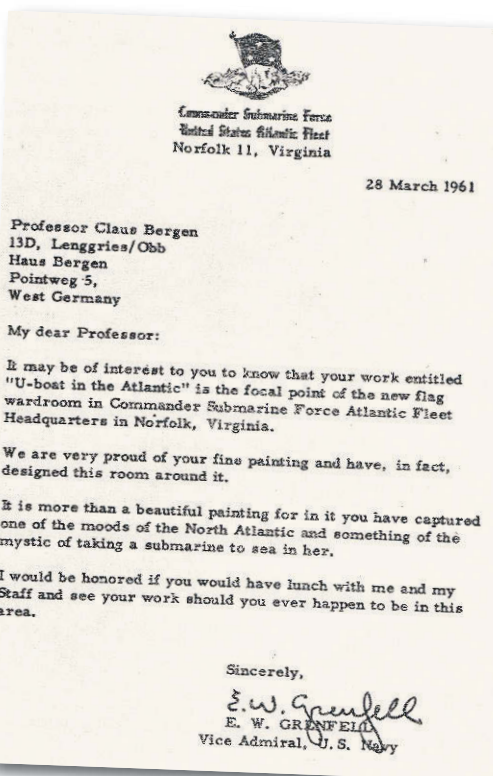 Commander Submarine Force
United States Atlantic Fleet
Norfolk 11, Virginia
28 March 1961
Professor Claus Bergen
13D, Lenggries/Obb
Haus Bergen
Pointweg 5,
West Germany
My dear Professor:
It may be of interest to you to know that your work entitled
"U-boat in the Atlantic" is the focal point of the new flag
wardroom in Commander Submarine Force Atlantic Fleet
Headquarters in Norfolk, Virginia.
We are very proud of your fine painting and have, in fact,
designed this room around it.
It is more than a beautiful painting for in it you have captured
one of the moods of the North Atlantic and something of the
mystic of taking a submarine to sea in her.
I would be honored if you would have lunch with me and my
Staff and see your work should you ever happen to be in this
area.
Sincerely,
E. W. Grenfell
E. W. GRENFELL
Vice Admiral, U.S. Navy